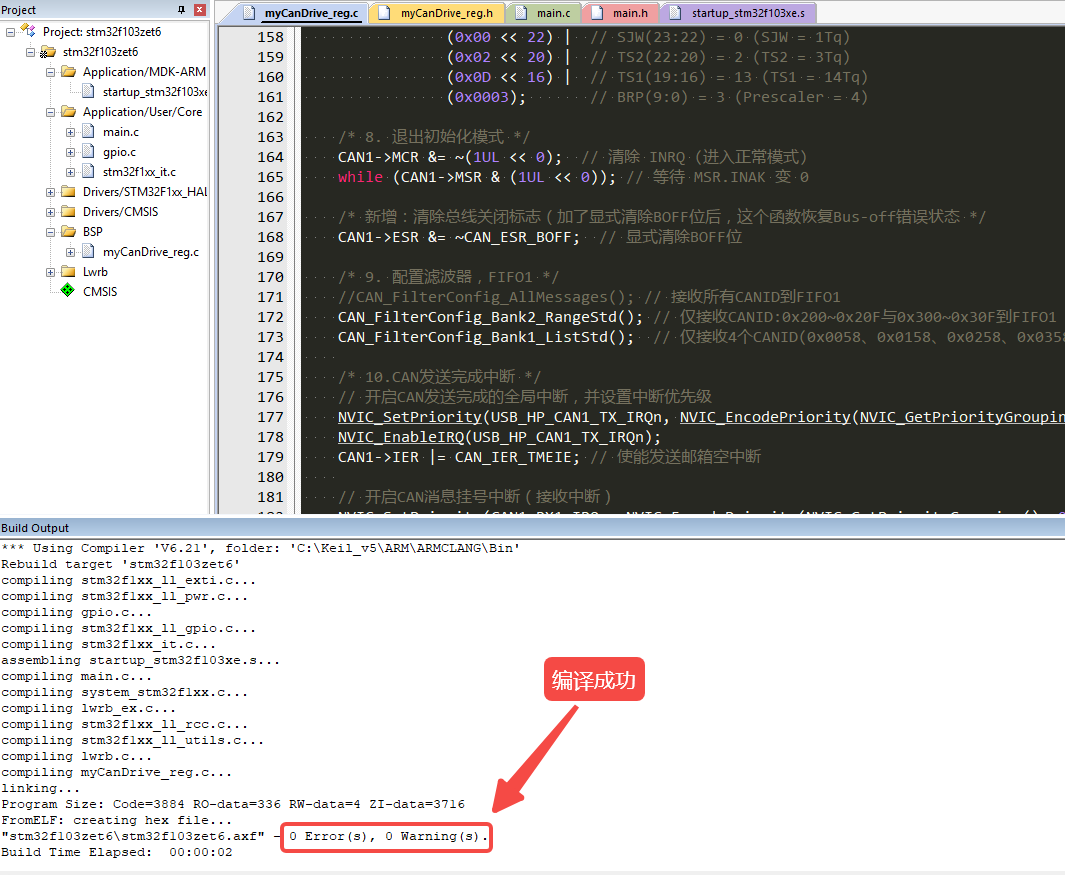 Project
Project: stm32f103zet6
stm32f103zet6
Application/MDK-ARM
startup_stm32f103xe
Application/User/Core
main.c
gpio.c
stm32f1xx_it.c
Drivers/STM32F1xx_HAL
Drivers/CMSIS
BSP
myCanDrive_reg.c
Lwrb
CMSIS
myCanDrive_reg.c myCanDrive_reg.h main.c main.h startup_stm32f103xe.s
158 (0x00 << 22) | // SJW(23:22) = 0 (SJW = 1Tq)
159 (0x02 << 20) | // TS2(22:20) = 2 (TS2 = 3Tq)
160 (0x0D << 16) | // TS1(19:16) = 13 (TS1 = 14Tq)
161 (0x0003); // BRP(9:0) = 3 (Prescaler = 4)
162
163 /* 8. 退出初始化模式 */
164 CAN1->MCR &= ~(1UL << 0); // 清除 INRQ (进入正常模式)
165 while (CAN1->MSR & (1UL << 0)); // 等待 MSR.INAK 变 0
166
167 /* 新增：清除总线关闭标志（加了显式清除BOFF位后，这个函数恢复Bus-off错误状态 */
168 CAN1->ESR &= ~CAN_ESR_BOFF; // 显式清除BOFF位
169
170 /* 9. 配置滤波器，FIFO1 */
171 //CAN_FilterConfig_AllMessages(); // 接收所有CANID到FIFO1
172 CAN_FilterConfig_Bank2_RangeStd(); // 仅接收CANID:0x200~0x20F与0x300~0x30F到FIFO1
173 CAN_FilterConfig_Bank1_ListStd(); // 仅接收4个CANID(0x0058、0x0158、0x0258、0x0358
174
175 /* 10.CAN发送完成中断 */
176 // 开启CAN发送完成的全局中断，并设置中断优先级
177 NVIC_SetPriority(USB_HP_CAN1_TX_IRQn, NVIC_EncodePriority(NVIC_GetPriorityGroupin
178 NVIC_EnableIRQ(USB_HP_CAN1_TX_IRQn);
179 CAN1->IER |= CAN_IER_TMEIE; // 使能发送邮箱空中断
180
181 // 开启CAN消息挂号中断（接收中断）
Build Output
*** Using Compiler 'V6.21', folder: 'C:\Keil_v5\ARM\ARMCLANG\Bin'
Rebuild target 'stm32f103zet6'
compiling stm32f1xx_ll_exti.c...
compiling stm32f1xx_ll_pwr.c...
compiling gpio.c...
compiling stm32f1xx_ll_gpio.c...
compiling stm32f1xx_it.c...
assembling startup_stm32f103xe.s...
compiling main.c...
compiling system_stm32f1xx.c...
compiling lwrb_ex.c...
compiling stm32f1xx_ll_rcc.c...
compiling stm32f1xx_ll_utils.c...
compiling lwrb.c...
compiling myCanDrive_reg.c...
linking...
Program Size: Code=3884 RO-data=336 RW-data=4 ZI-data=3716
FromELF: creating hex file...
"stm32f103zet6\stm32f103zet6.axf" - 0 Error(s), 0 Warning(s).
Build Time Elapsed: 00:00:02
编译成功